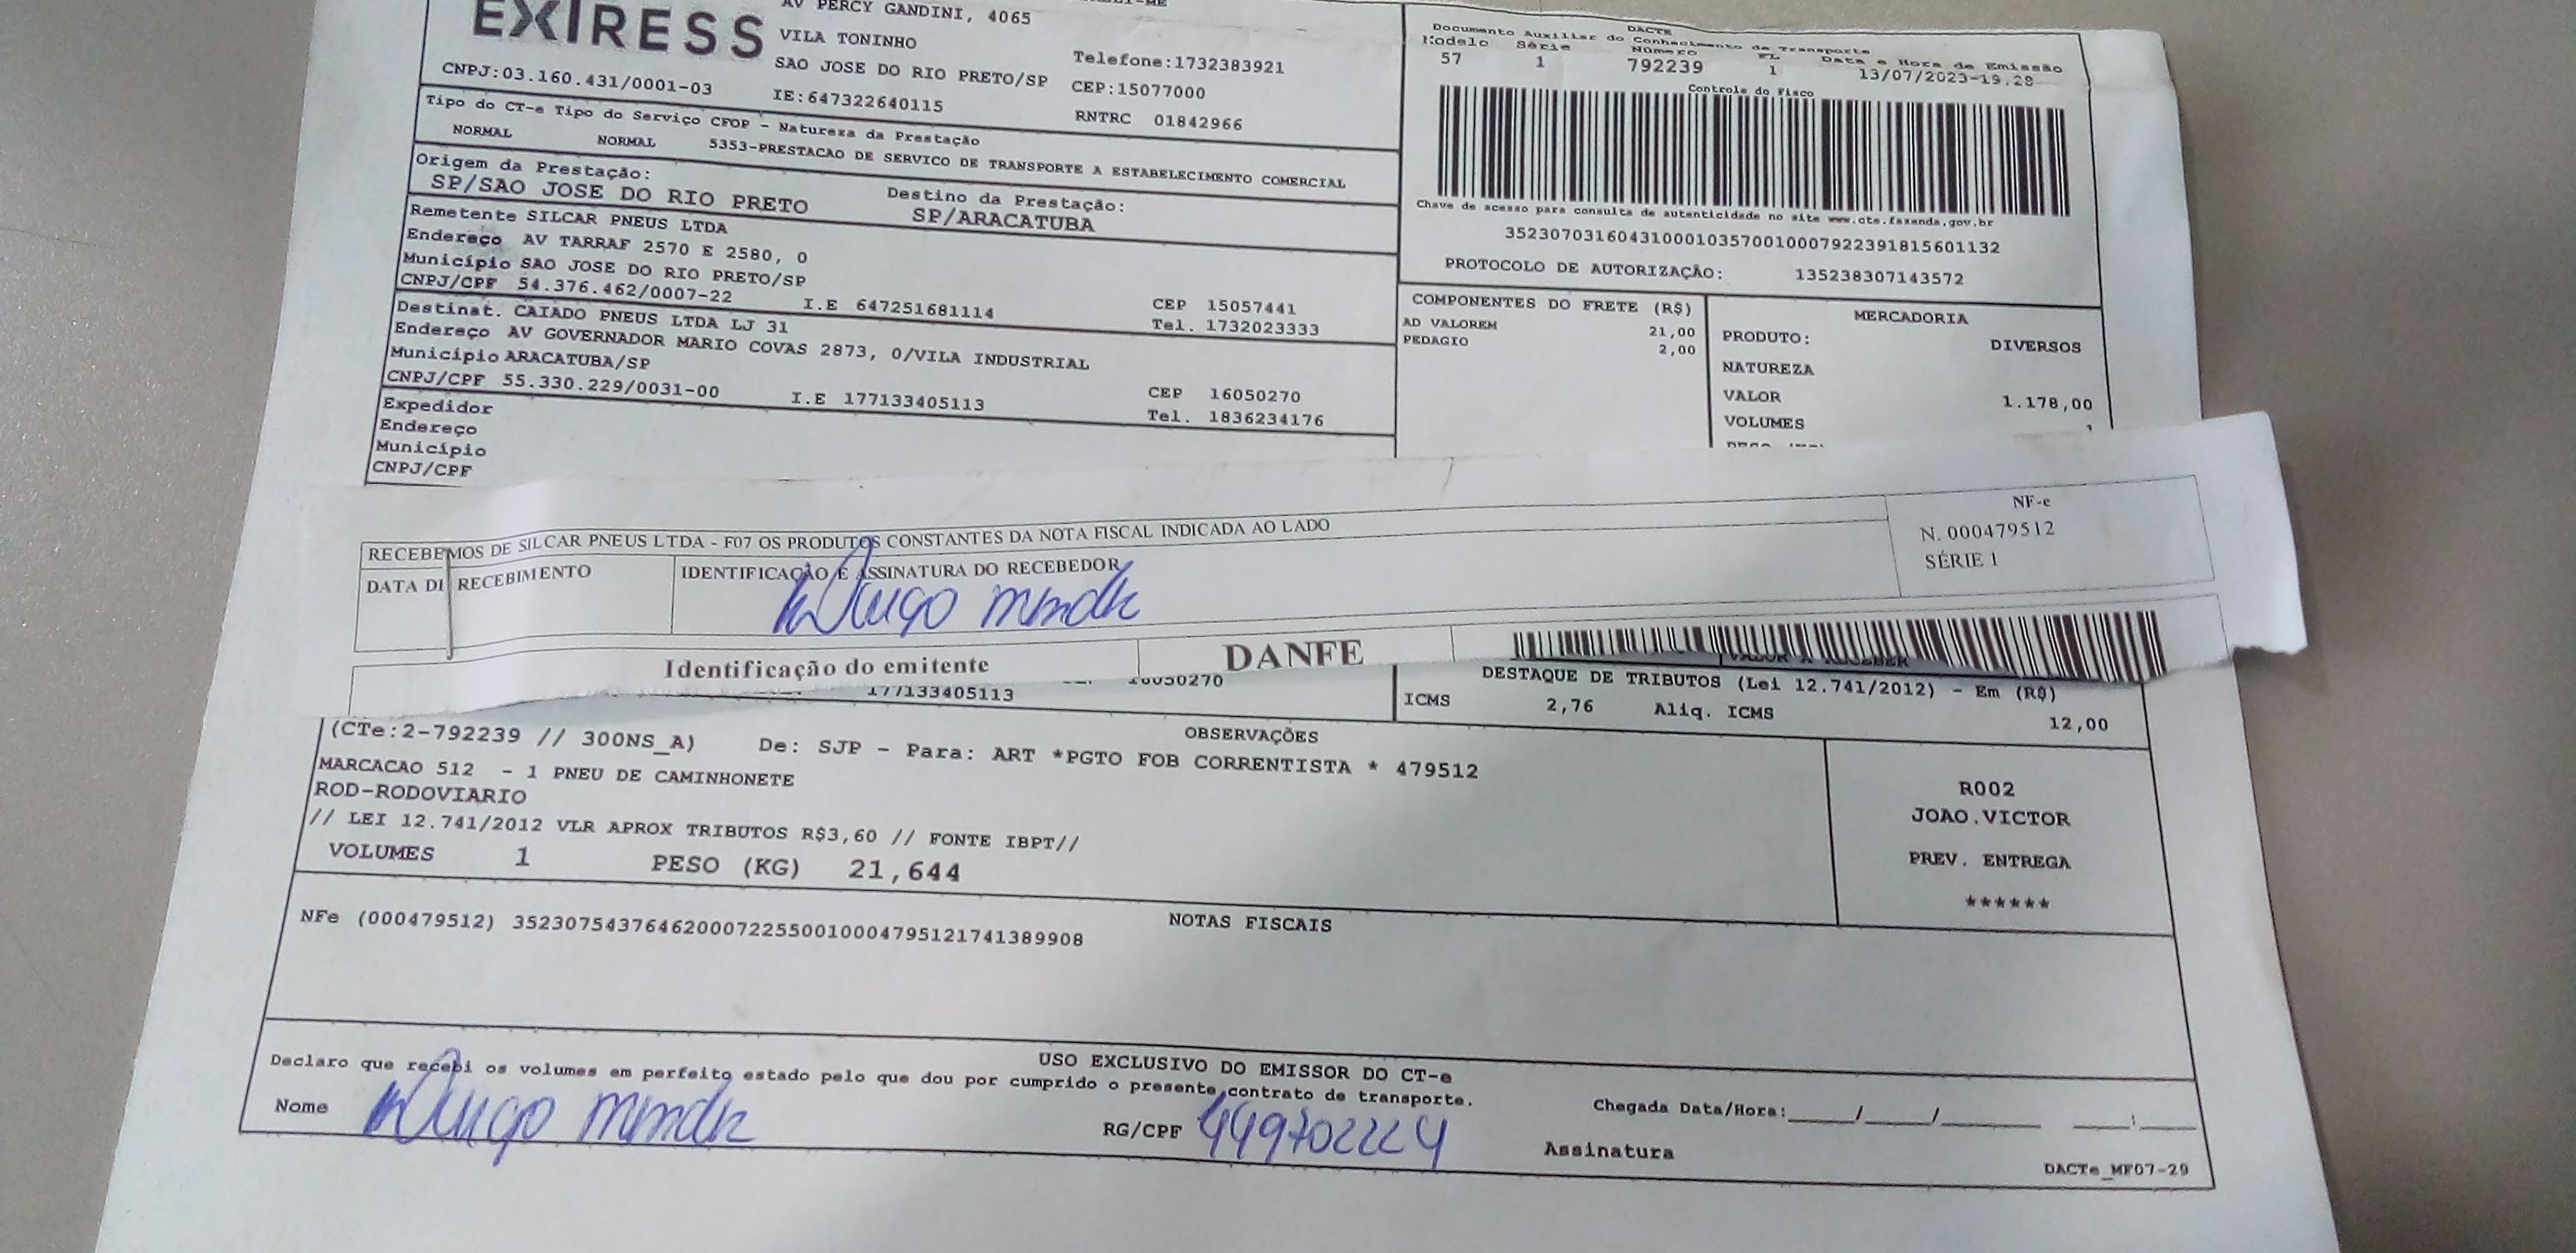 EXPRESS
AV PERCY GANDINI, 4065
VILA TONINHO
SAO JOSE DO RIO PRETO/SP
Telefone:1732383921
CEP:15077000
CNPJ:03.160.431/0001-03
IE:647322640115
RNTRC 01842966
Tipo do CT-e Tipo do Serviço CFOP - Natureza da Prestação
NORMAL NORMAL 5353-PRESTACAO DE SERVICO DE TRANSPORTE A ESTABELECIMENTO COMERCIAL
Origem da Prestação:
SP/SAO JOSE DO RIO PRETO
Destino da Prestação:
SP/ARACATUBA
Remetente SILCAR PNEUS LTDA
Endereço AV TARRAF 2570 E 2580, 0
Município SAO JOSE DO RIO PRETO/SP
CNPJ/CPF 54.376.462/0007-22 I.E 647251681114
CEP 15057441
Tel. 1732023333
Destinat. CAIADO PNEUS LTDA LJ 31
Endereço AV GOVERNADOR MARIO COVAS 2873, 0/VILA INDUSTRIAL
Município ARACATUBA/SP
CNPJ/CPF 55.330.229/0031-00 I.E 177133405113
CEP 16050270
Tel. 1836234176
Expedidor
Endereço
Município
CNPJ/CPF
DACTE
Documento Auxiliar do Conhecimento de Transporte
Modelo Série Número FL Data e Hora de Emissão
57 1 792239 1 13/07/2023-19.28
Controle do Fisco
Chave de acesso para consulta de autenticidade no site www.cte.fazenda.gov.br
35230703160431000103570010007922391815601132
PROTOCOLO DE AUTORIZAÇÃO: 135238307143572
COMPONENTES DO FRETE (R$)
AD VALOREM 21,00
PEDAGIO 2,00
MERCADORIA
PRODUTO: DIVERSOS
NATUREZA
VALOR 1.178,00
VOLUMES 1
RECEBEMOS DE SILCAR PNEUS LTDA - F07 OS PRODUTOS CONSTANTES DA NOTA FISCAL INDICADA AO LADO
DATA DE RECEBIMENTO
IDENTIFICAÇÃO E ASSINATURA DO RECEBEDOR
NF-e
N. 000479512
SÉRIE 1
Identificação do emitente
DANFE
177133405113 16050270
VALOR A RECEBER
DESTAQUE DE TRIBUTOS (Lei 12.741/2012) - Em (R$)
ICMS 2,76 Aliq. ICMS 12,00
OBSERVAÇÕES
(CTe:2-792239 // 300NS_A) De: SJP - Para: ART *PGTO FOB CORRENTISTA * 479512
MARCACAO 512 - 1 PNEU DE CAMINHONETE
ROD-RODOVIARIO
// LEI 12.741/2012 VLR APROX TRIBUTOS R$3,60 // FONTE IBPT//
VOLUMES 1 PESO (KG) 21,644
R002
JOAO.VICTOR
PREV. ENTREGA
******
NOTAS FISCAIS
NFe (000479512) 35230754376462000722550010004795121741389908
USO EXCLUSIVO DO EMISSOR DO CT-e
Declaro que recebi os volumes em perfeito estado pelo que dou por cumprido o presente contrato de transporte.
Nome
RG/CPF 449702224
Chegada Data/Hora:____/____/______ ___:___
Assinatura
DACTe_MF07-29